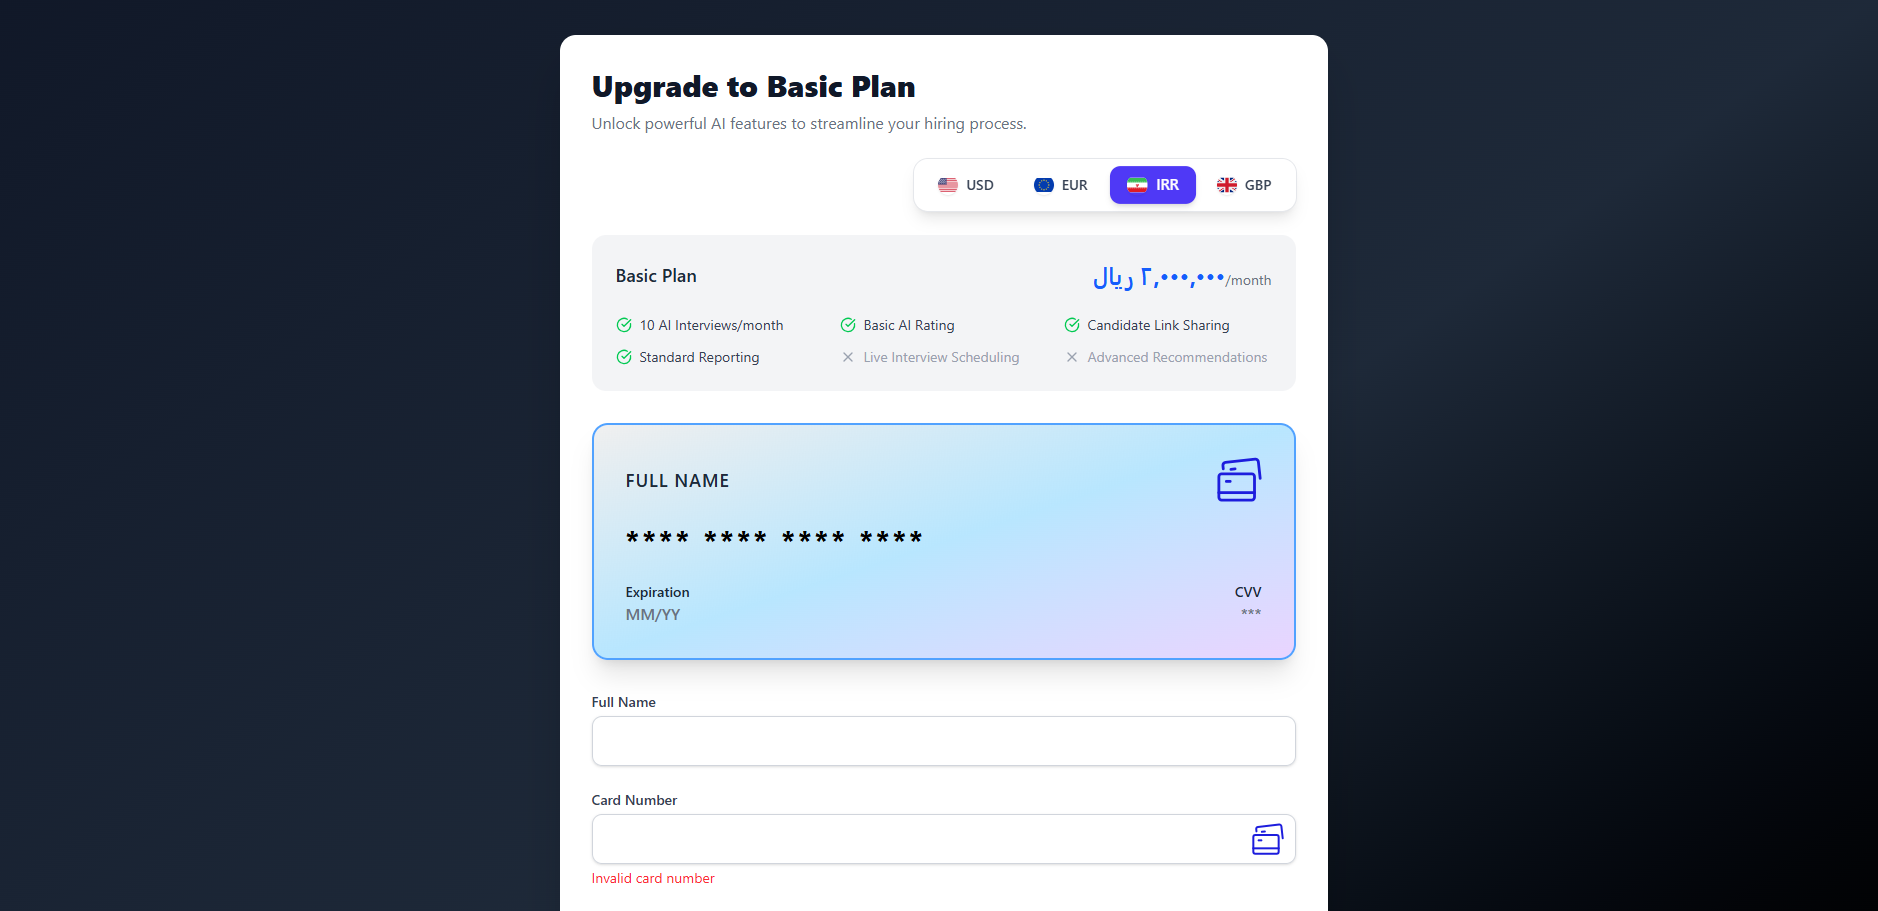 Upgrade to Basic Plan
Unlock powerful AI features to streamline your hiring process.
USD EUR IRR GBP
Basic Plan
۲,۰۰۰,۰۰۰ ریال/month
10 AI Interviews/month
Basic AI Rating
Candidate Link Sharing
Standard Reporting
Live Interview Scheduling
Advanced Recommendations
FULL NAME
**** **** **** ****
Expiration
MM/YY
CVV
***
Full Name
Card Number
Invalid card number